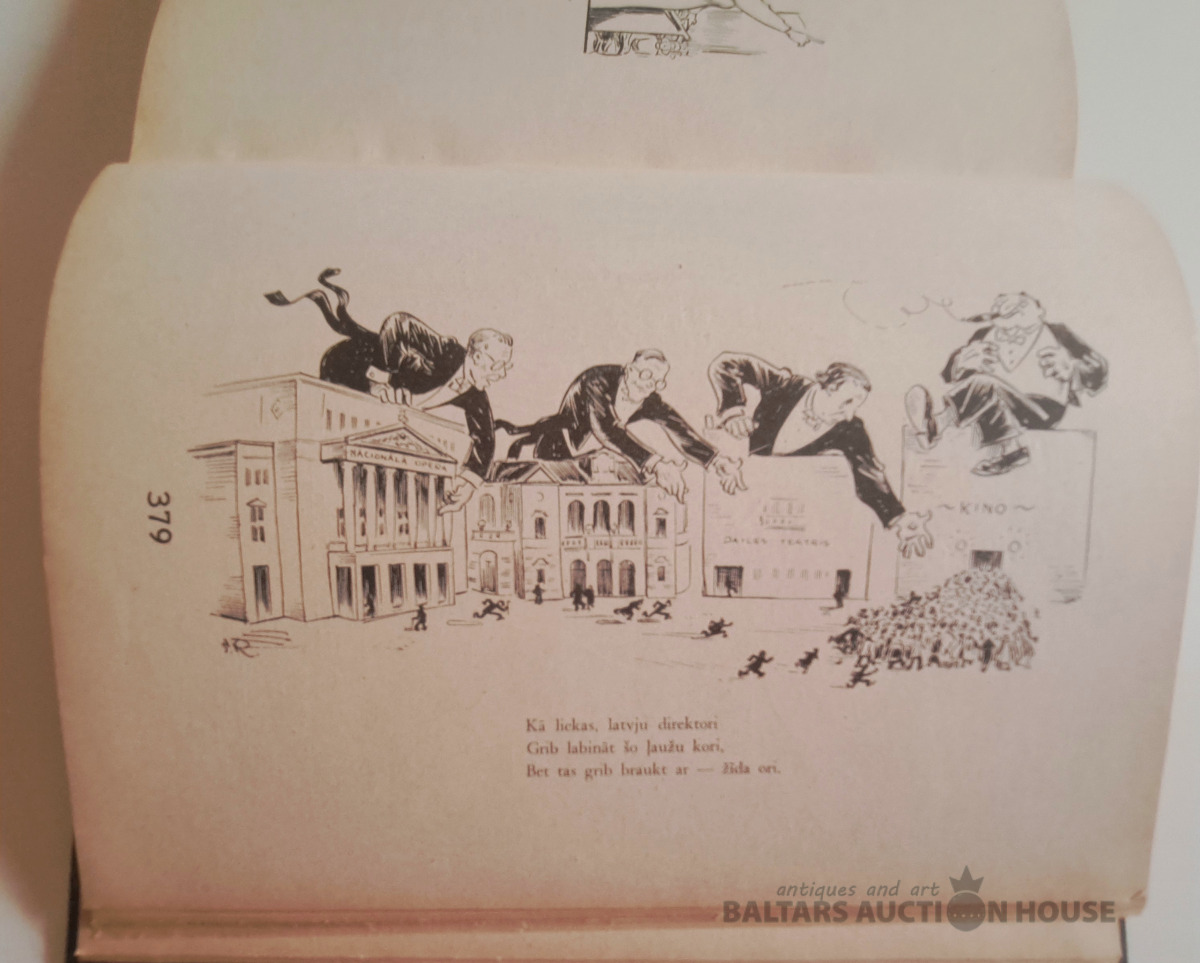 NACIONĀLĀ OPERA
DAILES TEATRIS
~ KINO ~
379
Kā liekas, latvju direktori
Grib labināt šo ļaužu kori,
Bet tas grib braukt ar — žīda ori.
antiques and art
BALTARS AUCTION HOUSE